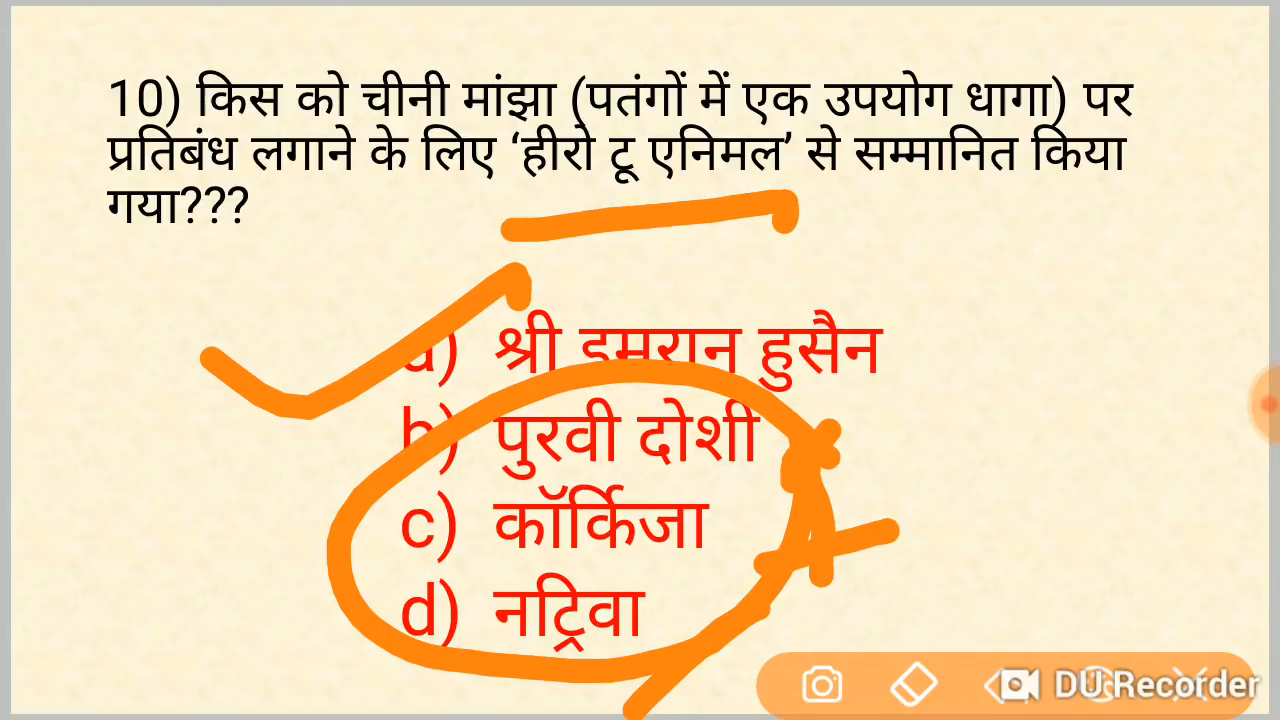 10) किस को चीनी मांझा (पतंगों में एक उपयोग धागा) पर
प्रतिबंध लगाने के लिए ‘हीरो टू एनिमल’ से सम्मानित किया
गया???
a) श्री इमरान हुसैन
b) पुरवी दोशी
c) कॉर्किजा
d) नट्रिवा
DU Recorder